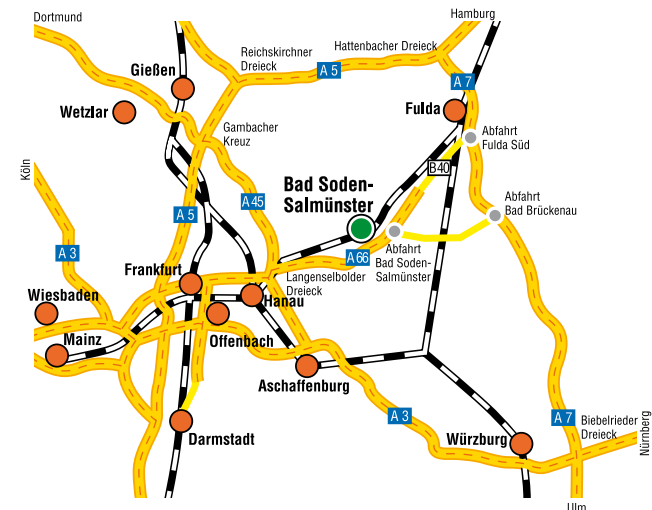 Dortmund
Hamburg
Reichskirchner
Dreieck
Hattenbacher Dreieck
A 5
Gießen
A 7
Wetzlar
Fulda
Gambacher
Kreuz
Abfahrt
Fulda Süd
Köln
B40
Bad Soden-
Salmünster
A 5
A45
Abfahrt
Bad Brückenau
A 3
A66
Abfahrt
Bad Soden-
Salmünster
Frankfurt
Langenselbolder
Dreieck
Wiesbaden
Hanau
Offenbach
Mainz
Aschaffenburg
A 3
A 7
Biebelrieder
Dreieck
Nürnberg
Darmstadt
Würzburg
Ulm